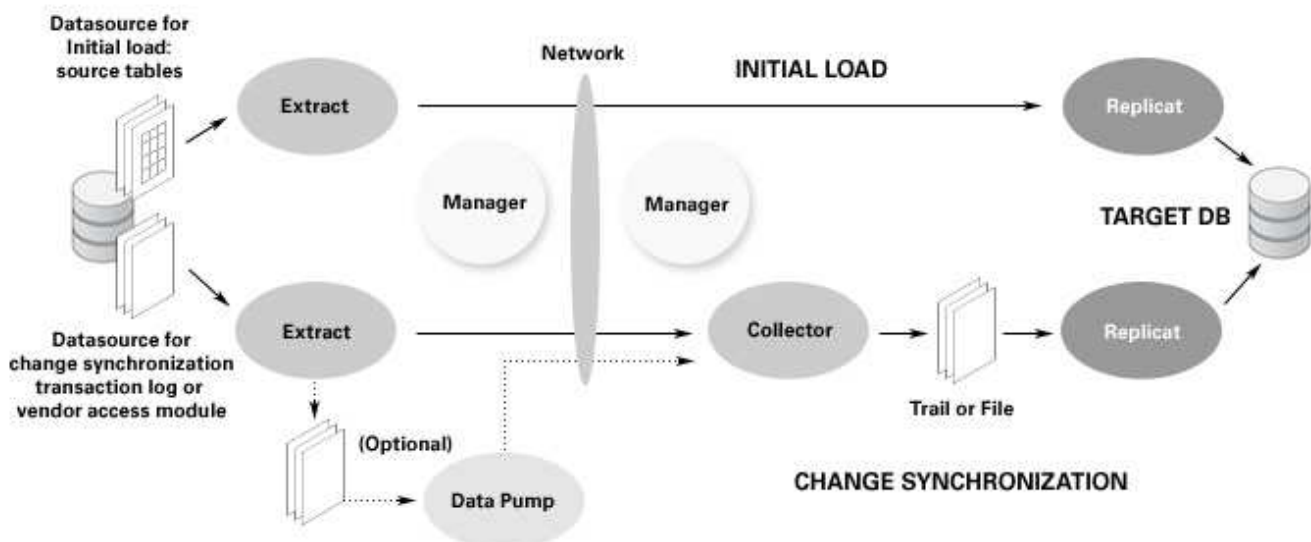 Datasource for
Initial load:
source tables
Network
INITIAL LOAD
Extract
Replicat
Manager
Manager
TARGET DB
Extract
Collector
Replicat
Datasource for
change synchronization
transaction log or
vendor access module
Trail or File
(Optional)
Data Pump
CHANGE SYNCHRONIZATION